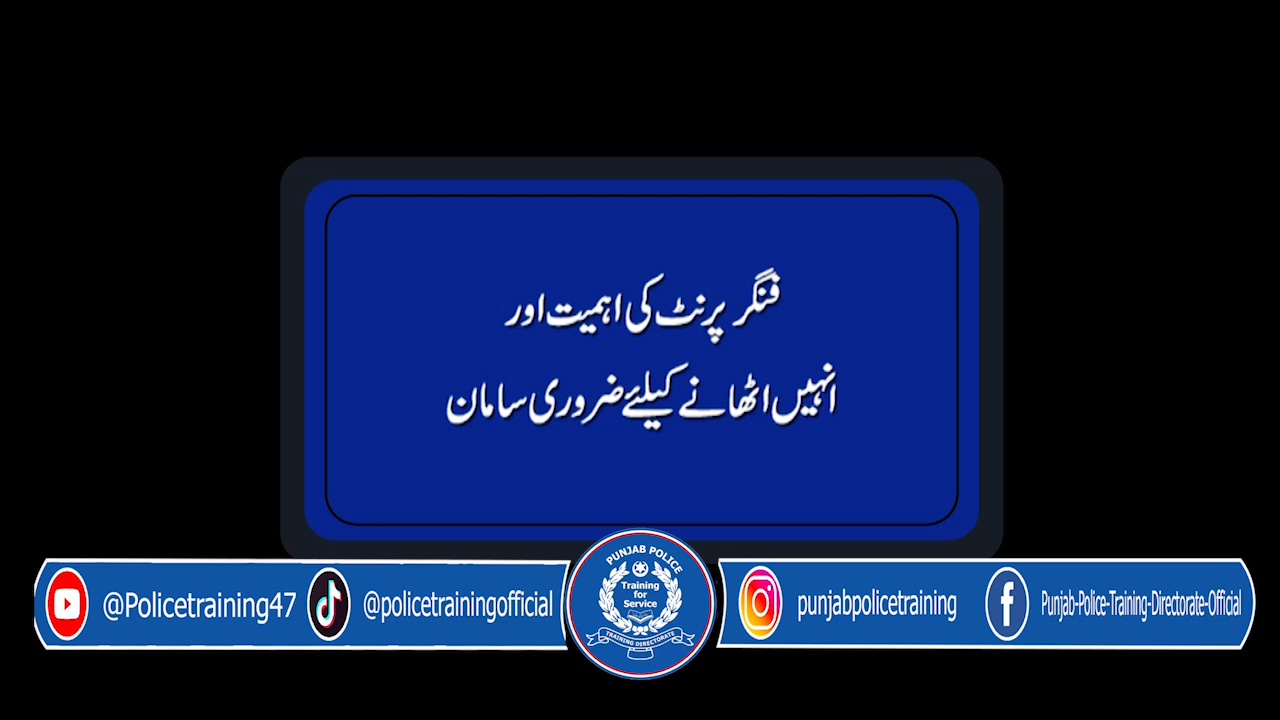 فنگر پرنٹ کی اہمیت اور
انہیں اٹھانے کیلئے ضروری سامان
@Policetraining47
@policetrainingofficial
PUNJAB POLICE
Training
for
Service
TRAINING DIRECTORATE
punjabpolicetraining
Punjab-Police-Training-Directorate-Official